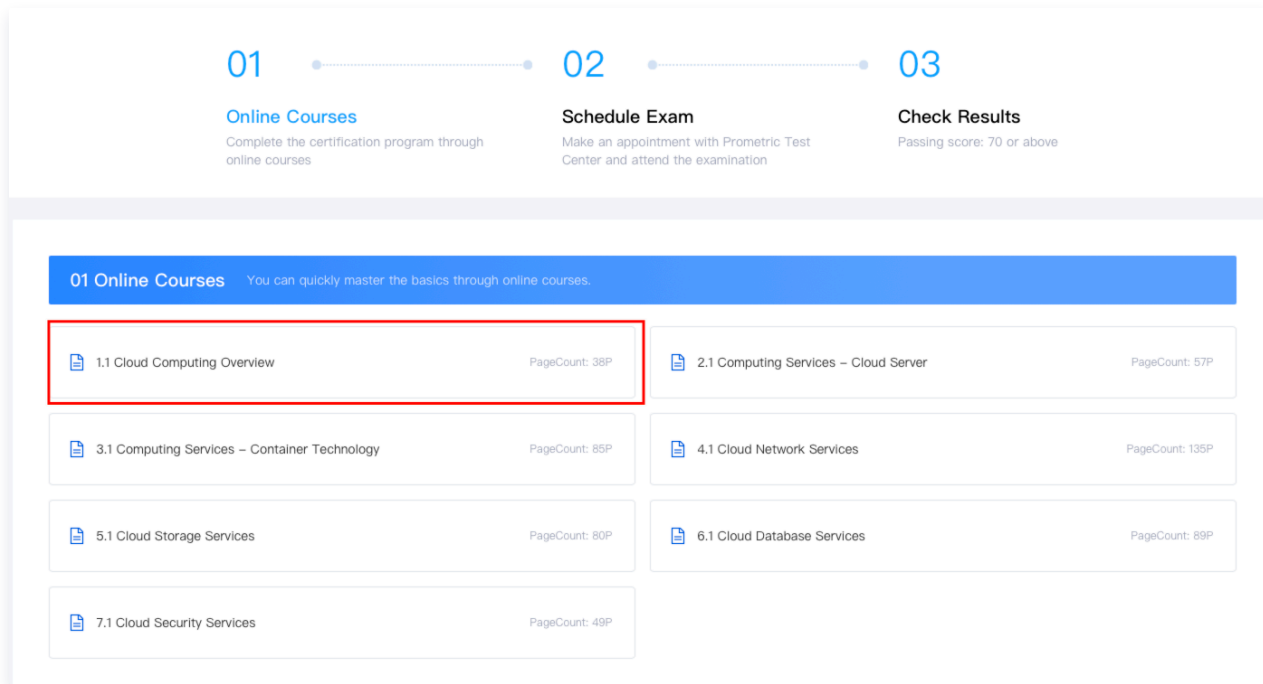 01
02
03
Online Courses
Schedule Exam
Check Results
Complete the certification program through
online courses
Make an appointment with Prometric Test
Center and attend the examination
Passing score: 70 or above
01 Online Courses You can quickly master the basics through online courses.
1.1 Cloud Computing Overview PageCount: 38P
2.1 Computing Services – Cloud Server PageCount: 57P
3.1 Computing Services – Container Technology PageCount: 85P
4.1 Cloud Network Services PageCount: 135P
5.1 Cloud Storage Services PageCount: 80P
6.1 Cloud Database Services PageCount: 89P
7.1 Cloud Security Services PageCount: 49P